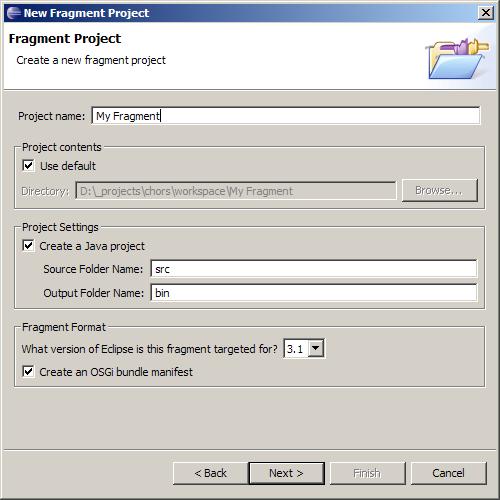 New Fragment Project
Fragment Project
Create a new fragment project
Project name: My Fragment
Project contents
Use default
Directory: D:\_projects\chors\workspace\My Fragment Browse...
Project Settings
Create a Java project
Source Folder Name: src
Output Folder Name: bin
Fragment Format
What version of Eclipse is this fragment targeted for? 3.1
Create an OSGi bundle manifest
< Back Next > Finish Cancel